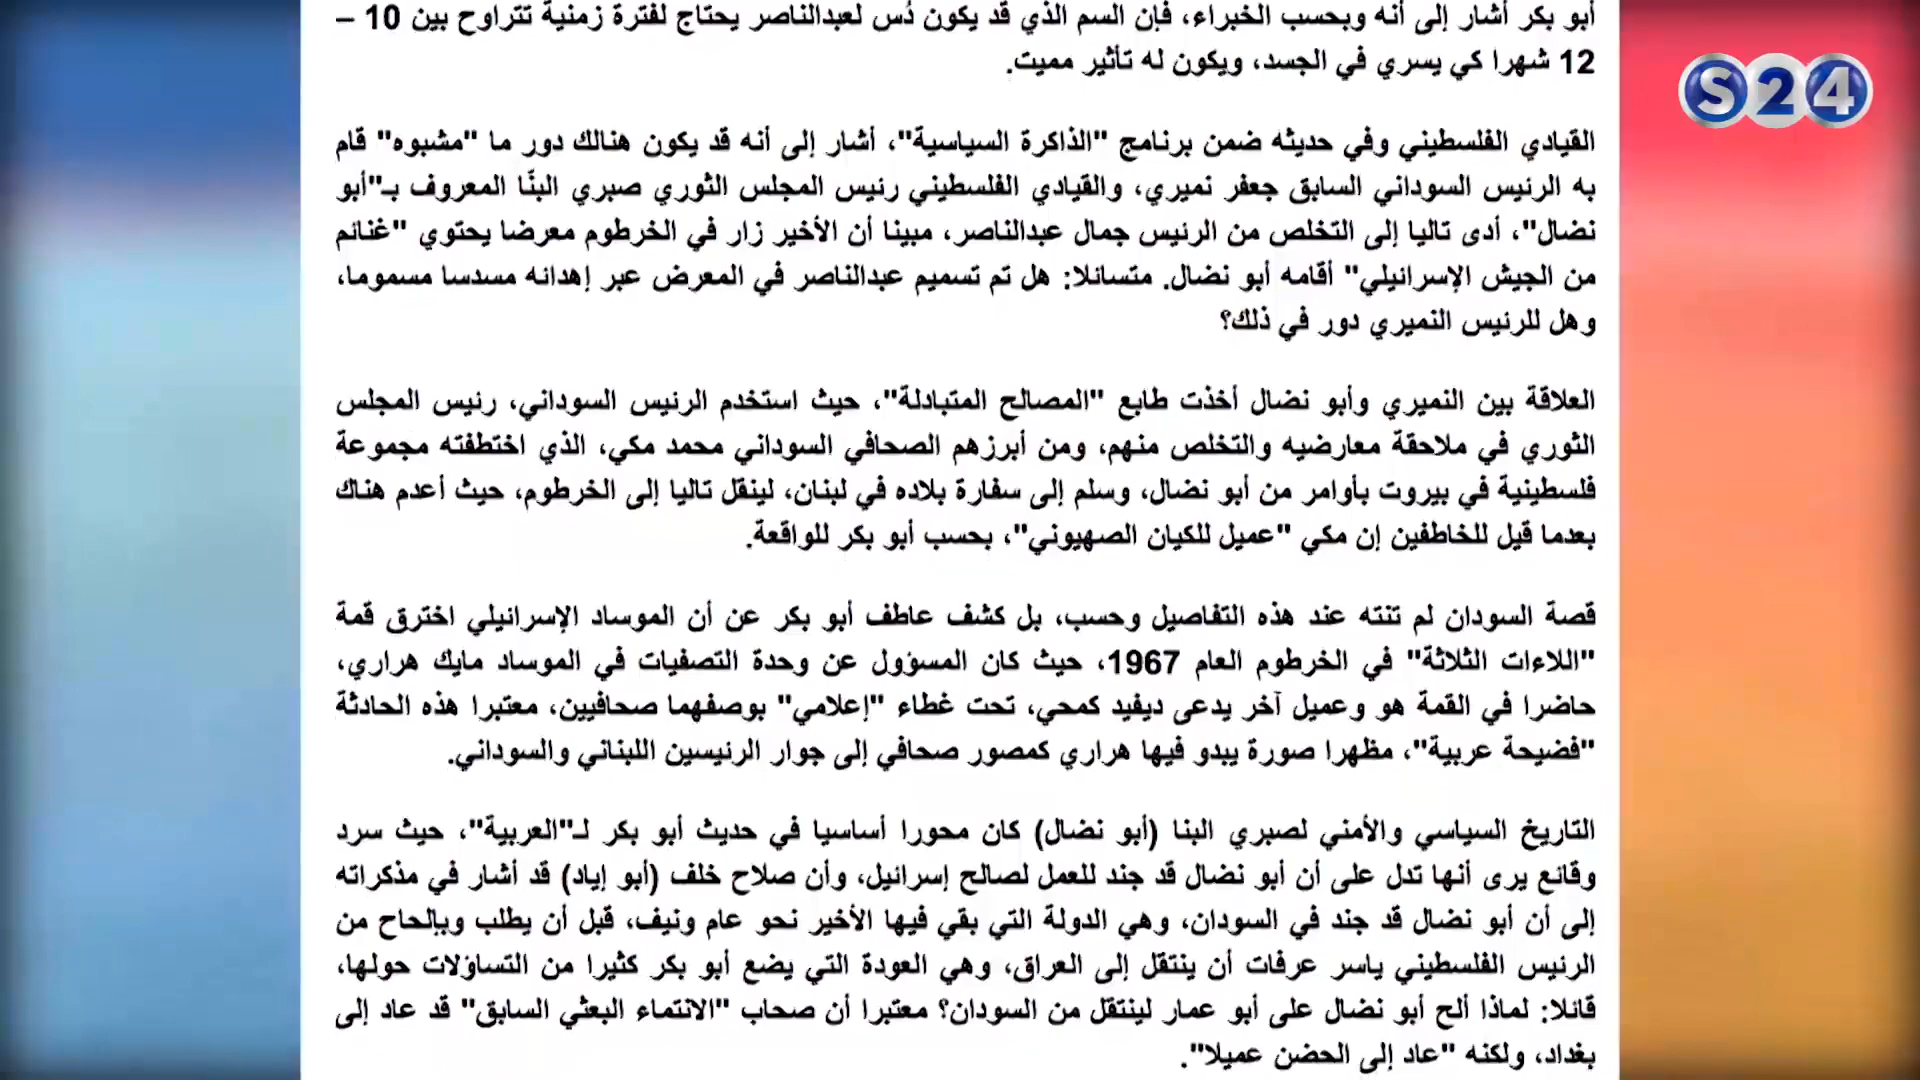 أبو بكر أشار إلى أنه وبحسب الخبراء، فإن السم الذي قد يكون دُس لعبدالناصر يحتاج لفترة زمنية تتراوح بين 10 –
12 شهرا كي يسري في الجسد، ويكون له تأثير مميت.
S24
القيادي الفلسطيني وفي حديثه ضمن برنامج "الذاكرة السياسية"، أشار إلى أنه قد يكون هنالك دور ما "مشبوه" قام
به الرئيس السوداني السابق جعفر نميري، والقيادي الفلسطيني رئيس المجلس الثوري صبري البنّا المعروف بـ"أبو
نضال"، أدى تاليا إلى التخلص من الرئيس جمال عبدالناصر، مبينا أن الأخير زار في الخرطوم معرضا يحتوي "غنائم
من الجيش الإسرائيلي" أقامه أبو نضال. متسائلا: هل تم تسميم عبدالناصر في المعرض عبر إهدائه مسدسا مسموما،
وهل للرئيس النميري دور في ذلك؟
العلاقة بين النميري وأبو نضال أخذت طابع "المصالح المتبادلة"، حيث استخدم الرئيس السوداني، رئيس المجلس
الثوري في ملاحقة معارضيه والتخلص منهم، ومن أبرزهم الصحافي السوداني محمد مكي، الذي اختطفته مجموعة
فلسطينية في بيروت بأوامر من أبو نضال، وسلم إلى سفارة بلاده في لبنان، لينقل تاليا إلى الخرطوم، حيث أعدم هناك
بعدما قيل للخاطفين إن مكي "عميل للكيان الصهيوني"، بحسب أبو بكر للواقعة.
قصة السودان لم تنته عند هذه التفاصيل وحسب، بل كشف عاطف أبو بكر عن أن الموساد الإسرائيلي اخترق قمة
"اللاءات الثلاثة" في الخرطوم العام 1967، حيث كان المسؤول عن وحدة التصفيات في الموساد مايك هراري،
حاضرا في القمة هو وعميل آخر يدعى ديفيد كمحي، تحت غطاء "إعلامي" بوصفهما صحافيين، معتبرا هذه الحادثة
"فضيحة عربية"، مظهرا صورة يبدو فيها هراري كمصور صحافي إلى جوار الرئيسين اللبناني والسوداني.
التاريخ السياسي والأمني لصبري البنا (أبو نضال) كان محورا أساسيا في حديث أبو بكر لـ"العربية"، حيث سرد
وقائع يرى أنها تدل على أن أبو نضال قد جند للعمل لصالح إسرائيل، وأن صلاح خلف (أبو إياد) قد أشار في مذكراته
إلى أن أبو نضال قد جند في السودان، وهي الدولة التي بقي فيها الأخير نحو عام ونيف، قبل أن يطلب وبإلحاح من
الرئيس الفلسطيني ياسر عرفات أن ينتقل إلى العراق، وهي العودة التي يضع أبو بكر كثيرا من التساؤلات حولها،
قائلا: لماذا ألح أبو نضال على أبو عمار لينتقل من السودان؟ معتبرا أن صحاب "الانتماء البعثي السابق" قد عاد إلى
بغداد، ولكنه "عاد إلى الحضن عميلا".